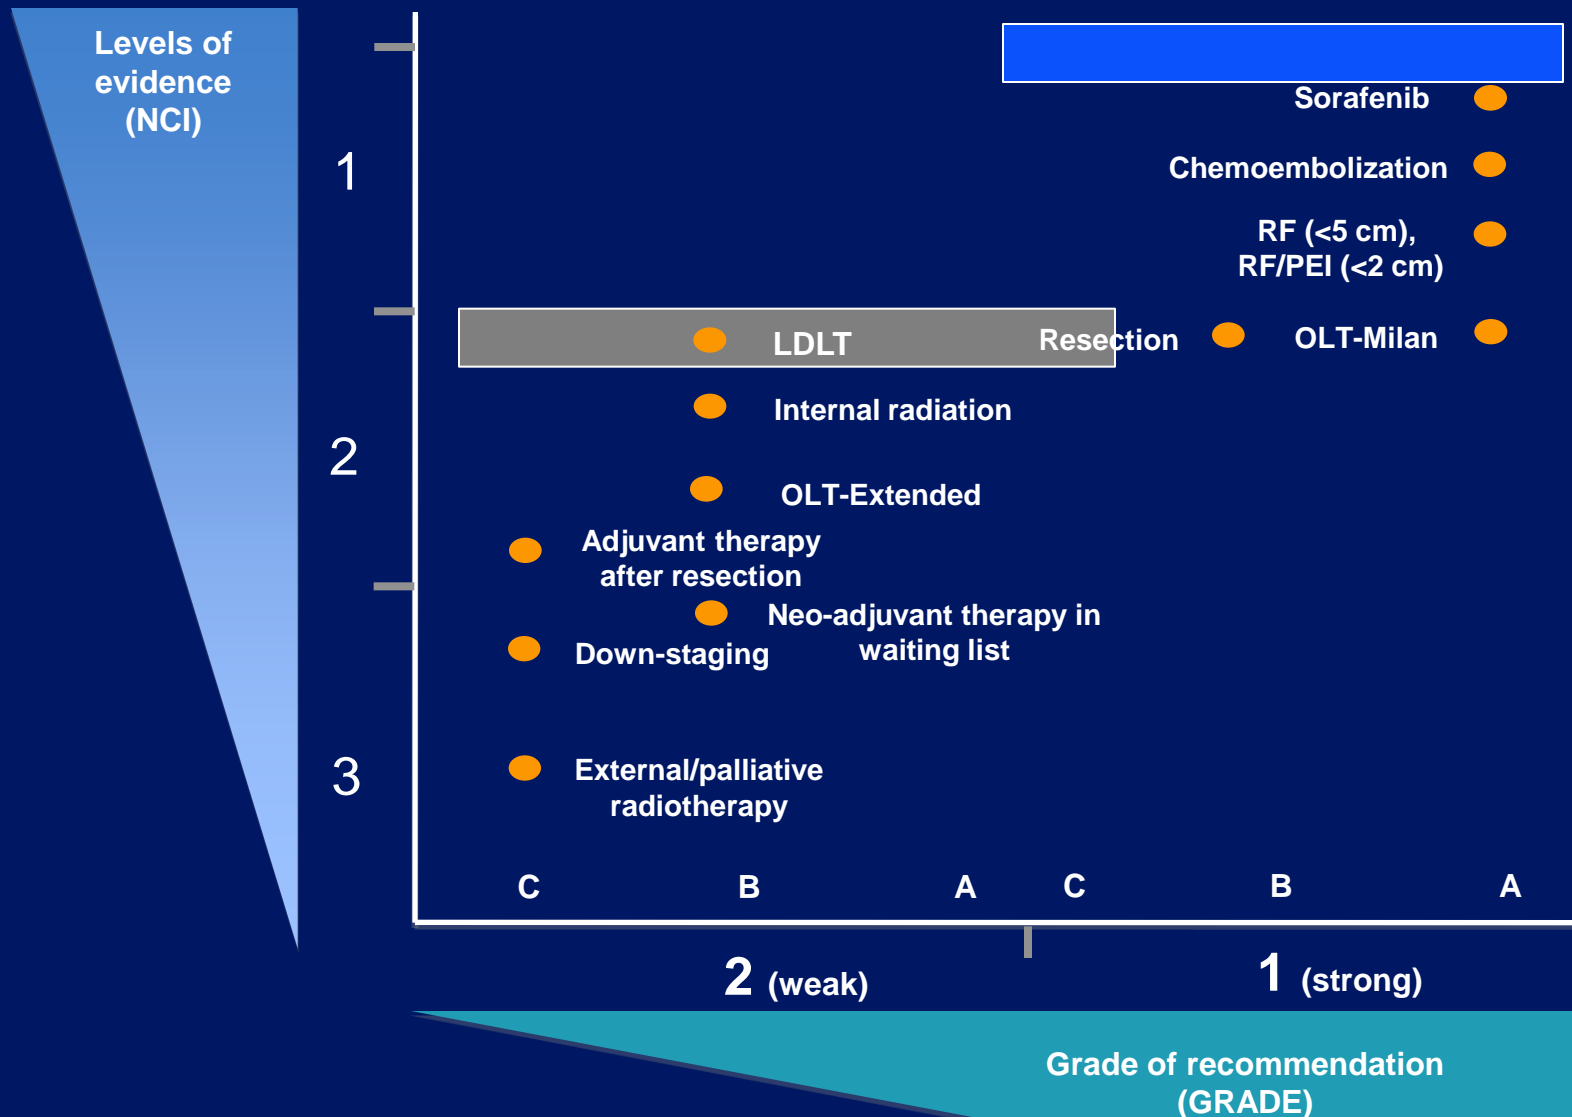 Levels of
evidence
(NCI)
1
2
3
Sorafenib
Chemoembolization
RF (<5 cm),
RF/PEI (<2 cm)
LDLT
Resection
OLT-Milan
Internal radiation
OLT-Extended
Adjuvant therapy
after resection
Neo-adjuvant therapy in
waiting list
Down-staging
External/palliative
radiotherapy
C B A C B A
2 (weak) 1 (strong)
Grade of recommendation
(GRADE)